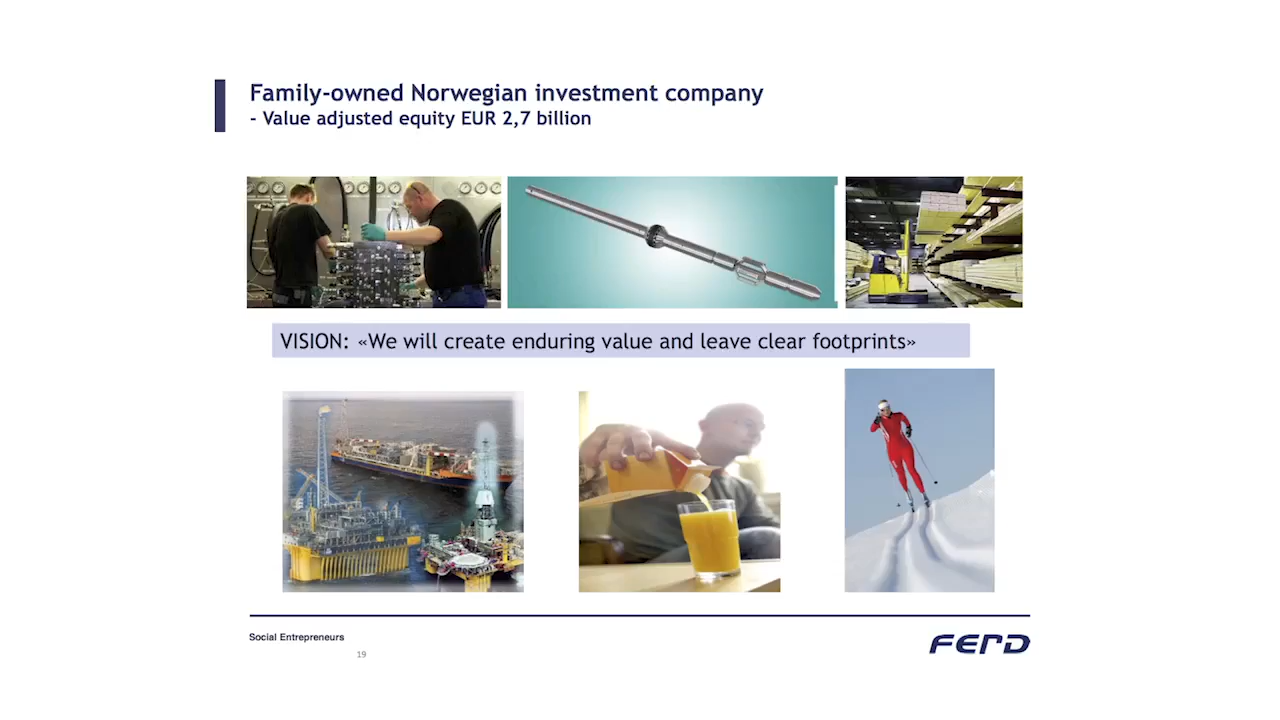 Family-owned Norwegian investment company
- Value adjusted equity EUR 2,7 billion
VISION: «We will create enduring value and leave clear footprints»
Social Entrepreneurs
FERD
19